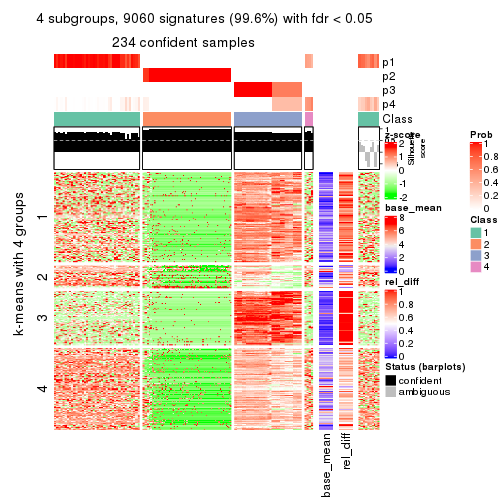 4 subgroups, 9060 signatures (99.6%) with fdr < 0.05
234 confident samples
p1
p2
p3
p4
Class
1
Silhouette
score
z-score
2
1
0
-1
-2
base_mean
8
6
4
2
0
rel_diff
1
0.8
0.6
0.4
0.2
0
Status (barplots)
confident
ambiguous
Prob
1
0.8
0.6
0.4
0.2
0
Class
1
2
3
4
k-means with 4 groups
1
2
3
4
base_mean
rel_diff